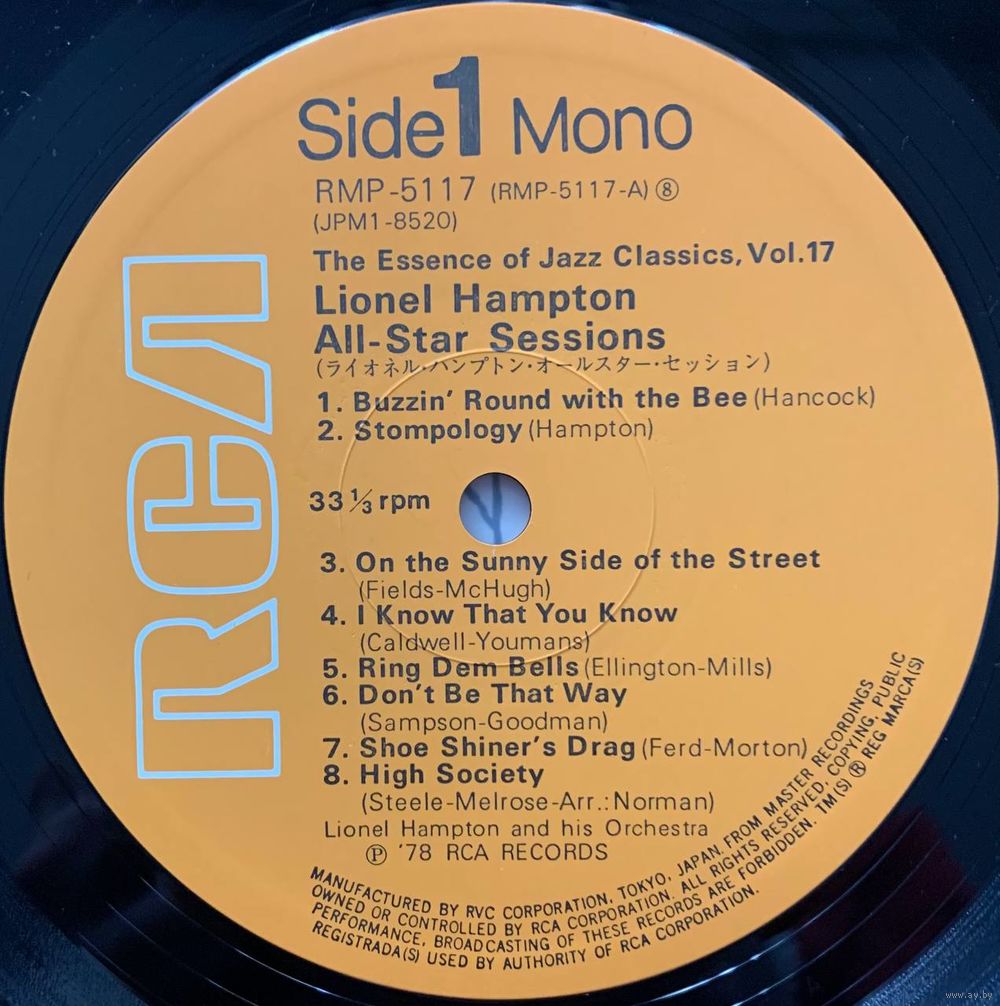 Side 1 Mono
RMP-5117 (RMP-5117-A) ⑧
(JPM1-8520)
The Essence of Jazz Classics, Vol.17
Lionel Hampton
All-Star Sessions
(ライオネル・ハンプトン・オールスター・セッション)
1. Buzzin' Round with the Bee (Hancock)
2. Stompology (Hampton)
33 1/3 rpm
3. On the Sunny Side of the Street
(Fields-McHugh)
4. I Know That You Know
(Caldwell-Youmans)
5. Ring Dem Bells (Ellington-Mills)
6. Don't Be That Way
(Sampson-Goodman)
7. Shoe Shiner's Drag (Ferd-Morton)
8. High Society
(Steele-Melrose-Arr.:Norman)
Lionel Hampton and his Orchestra
Ⓟ '78 RCA RECORDS
RCA
MANUFACTURED BY RVC CORPORATION, TOKYO, JAPAN. FROM MASTER RECORDINGS
OWNED OR CONTROLLED BY RCA CORPORATION. ALL RIGHTS RESERVED, COPYING, PUBLIC
PERFORMANCE, BROADCASTING OF THESE RECORDS ARE FORBIDDEN. TM(S) ® REG MARCA(S)
REGISTRADA(S) USED BY AUTHORITY OF RCA CORPORATION.
www.ay.by